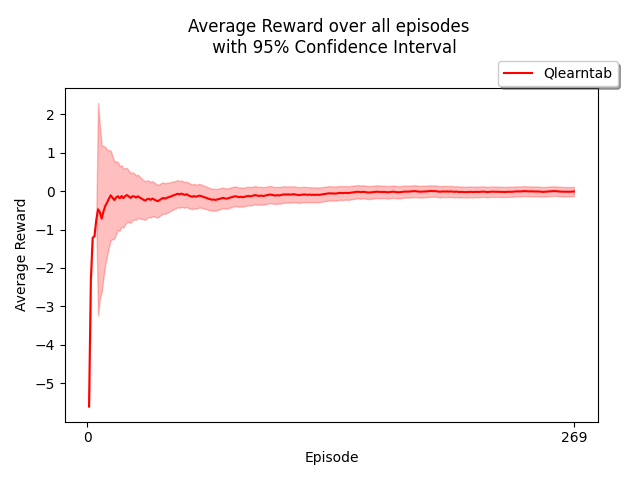 Average Reward over all episodes
with 95% Confidence Interval
Qlearntab
2
1
0
−1
−2
−3
−4
−5
Average Reward
0
269
Episode